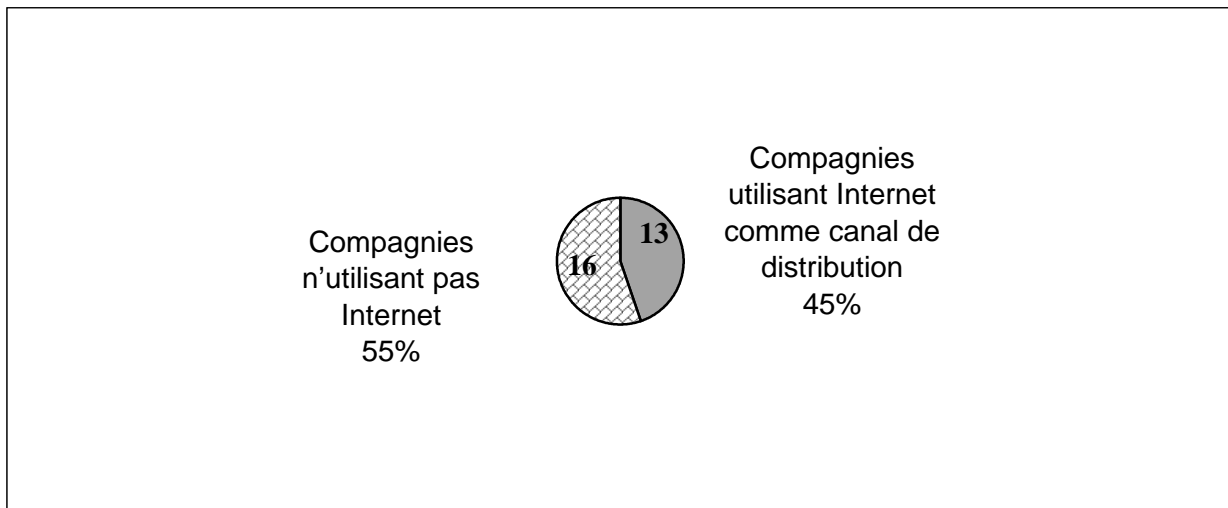 Compagnies
n’utilisant pas
Internet
55%
16
13
Compagnies
utilisant Internet
comme canal de
distribution
45%